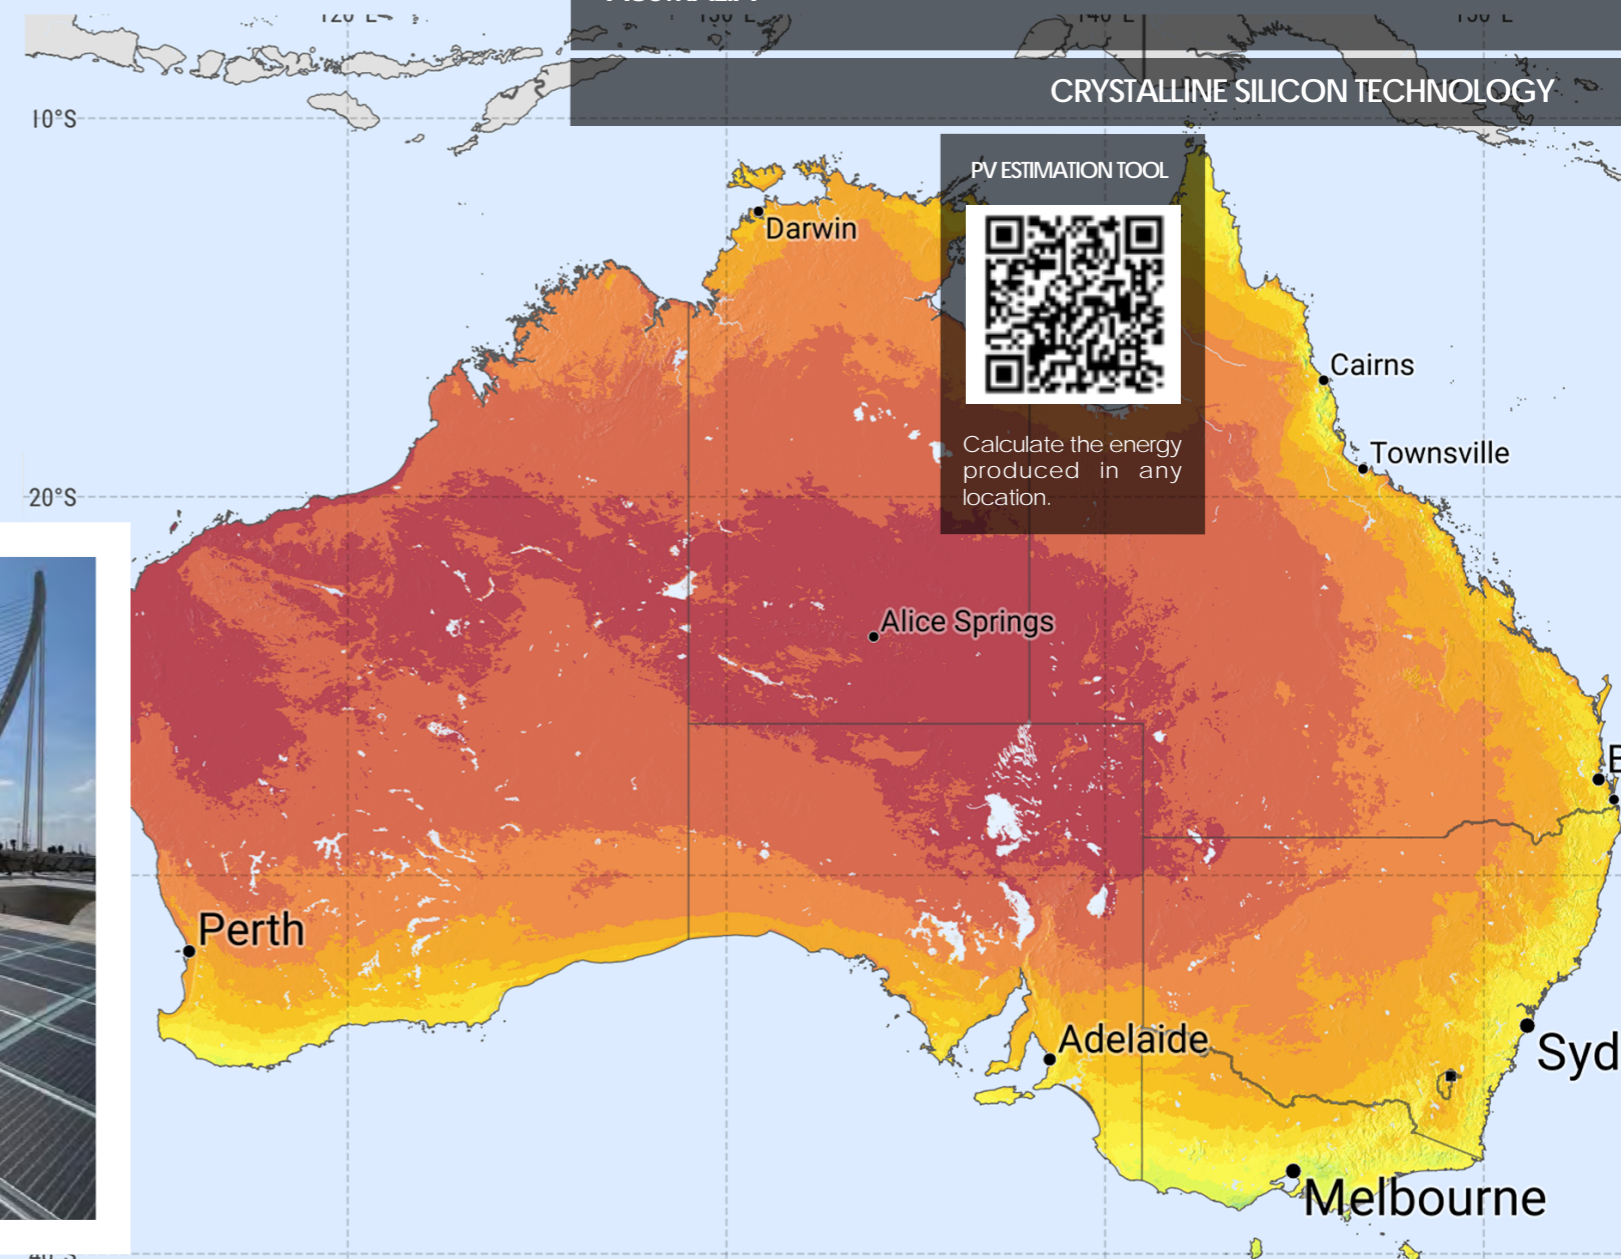 CRYSTALLINE SILICON TECHNOLOGY
10°S
PV ESTIMATION TOOL
Darwin
Cairns
Calculate the energy
produced in any
location.
Townsville
20°S
Alice Springs
Perth
Adelaide
Syd
Melbourne